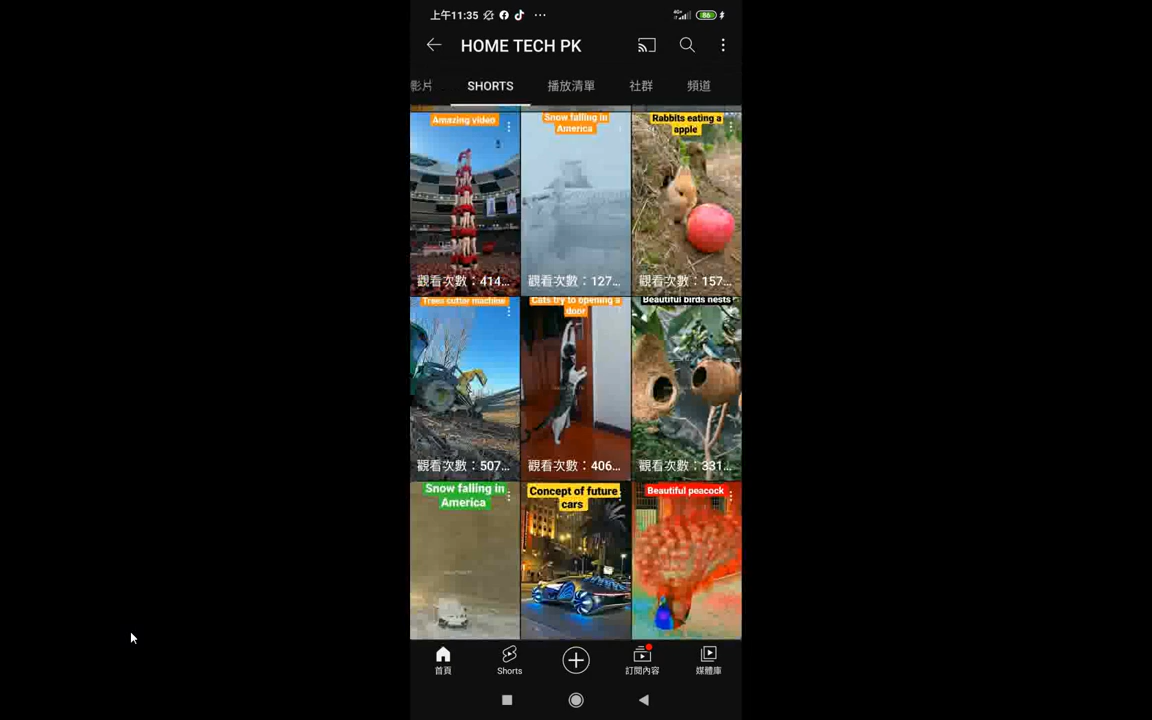 上午11:35
4G+
86
HOME TECH PK
影片
SHORTS
播放清單
社群
頻道
Amazing video
Snow falling in
America
Rabbits eating a
apple
觀看次數：414...
觀看次數：127...
觀看次數：157...
Trees cutter machine
Cats try to opening a
door
Beautiful birds nests
觀看次數：507...
觀看次數：406...
觀看次數：331...
Snow falling in
America
Concept of future
cars
Beautiful peacock
首頁
Shorts
訂閱內容
媒體庫